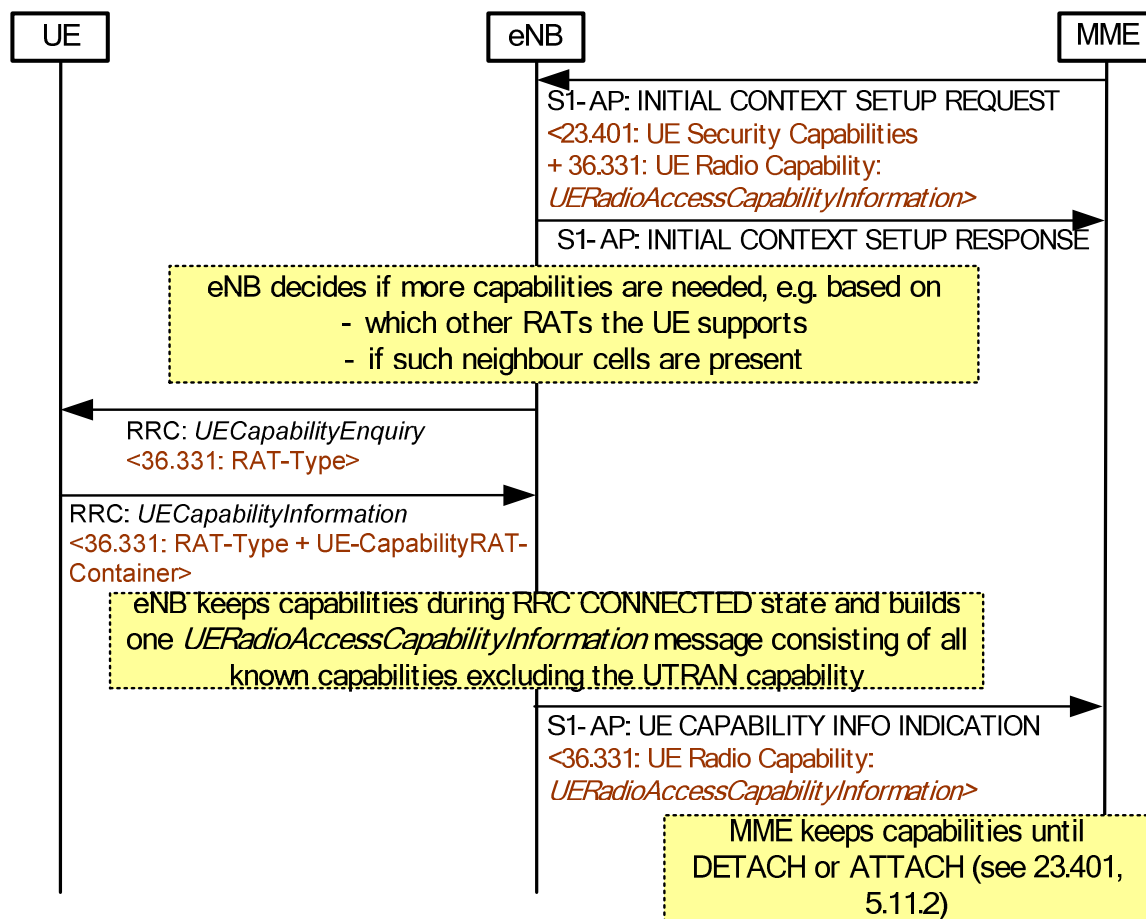 UE
eNB
MME
S1-AP: INITIAL CONTEXT SETUP REQUEST
<23.401: UE Security Capabilities
+ 36.331: UE Radio Capability:
UERadioAccessCapabilityInformation>
S1-AP: INITIAL CONTEXT SETUP RESPONSE
eNB decides if more capabilities are needed, e.g. based on
- which other RATs the UE supports
- if such neighbour cells are present
RRC: UECapabilityEnquiry
<36.331: RAT-Type>
RRC: UECapabilityInformation
<36.331: RAT-Type + UE-CapabilityRAT-
Container>
eNB keeps capabilities during RRC CONNECTED state and builds
one UERadioAccessCapabilityInformation message consisting of all
known capabilities excluding the UTRAN capability
S1-AP: UE CAPABILITY INFO INDICATION
<36.331: UE Radio Capability:
UERadioAccessCapabilityInformation>
MME keeps capabilities until
DETACH or ATTACH (see 23.401,
5.11.2)